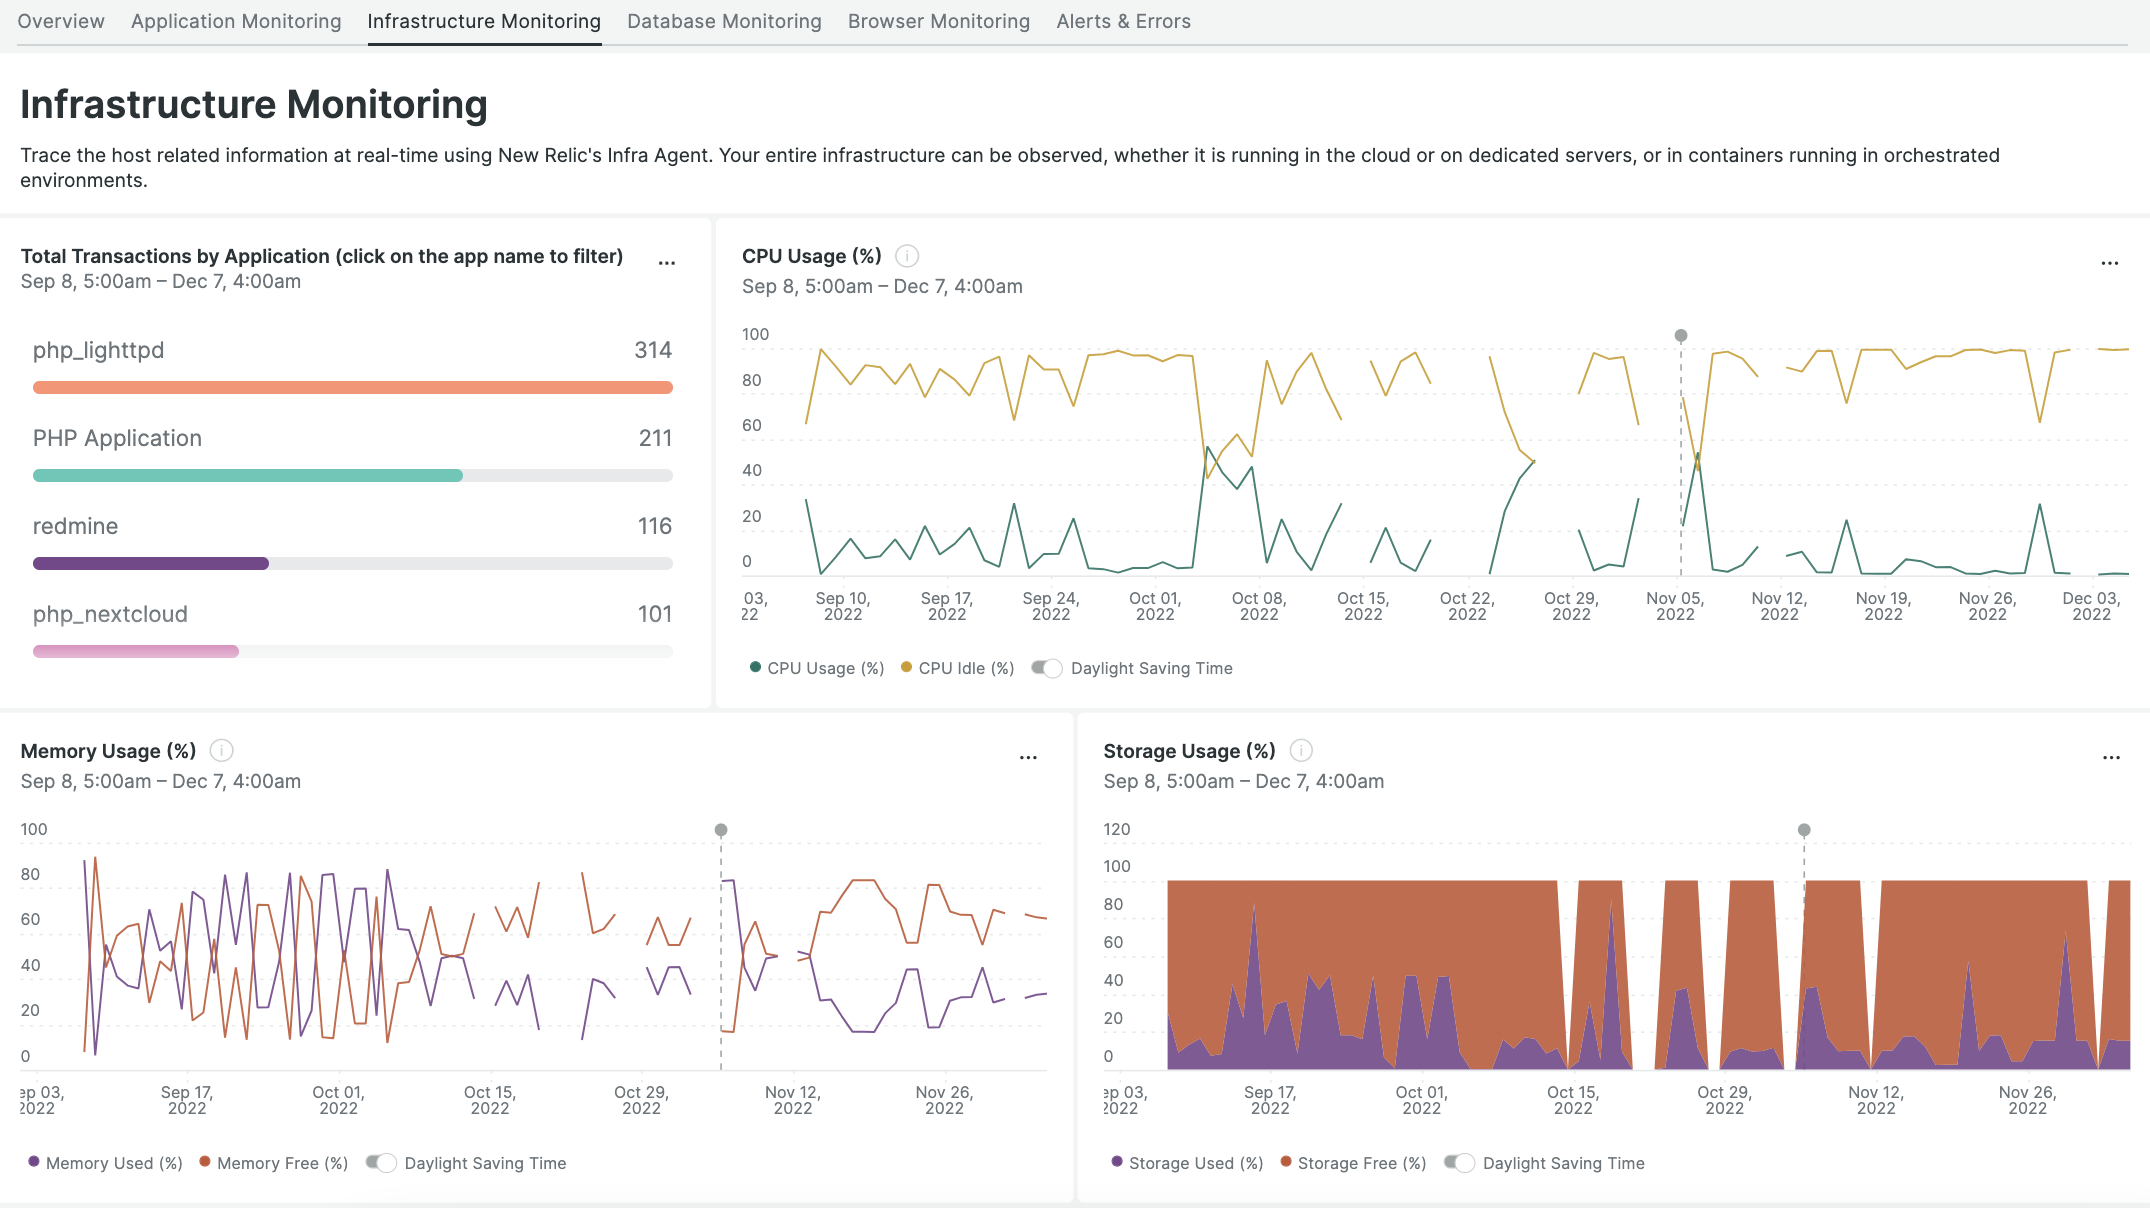 Overview Application Monitoring Infrastructure Monitoring Database Monitoring Browser Monitoring Alerts & Errors
Infrastructure Monitoring
Trace the host related information at real-time using New Relic's Infra Agent. Your entire infrastructure can be observed, whether it is running in the cloud or on dedicated servers, or in containers running in orchestrated
environments.
Total Transactions by Application (click on the app name to filter) ...
Sep 8, 5:00am – Dec 7, 4:00am
php_lighttpd 314
PHP Application 211
redmine 116
php_nextcloud 101
CPU Usage (%) i ...
Sep 8, 5:00am – Dec 7, 4:00am
100
80
60
40
20
0
03, Sep 10, Sep 17, Sep 24, Oct 01, Oct 08, Oct 15, Oct 22, Oct 29, Nov 05, Nov 12, Nov 19, Nov 26, Dec 03,
22 2022 2022 2022 2022 2022 2022 2022 2022 2022 2022 2022 2022 2022
CPU Usage (%) CPU Idle (%) Daylight Saving Time
Memory Usage (%) i ...
Sep 8, 5:00am – Dec 7, 4:00am
100
80
60
40
20
0
ep 03, Sep 17, Oct 01, Oct 15, Oct 29, Nov 12, Nov 26,
2022 2022 2022 2022 2022 2022 2022
Memory Used (%) Memory Free (%) Daylight Saving Time
Storage Usage (%) i ...
Sep 8, 5:00am – Dec 7, 4:00am
120
100
80
60
40
20
0
ep 03, Sep 17, Oct 01, Oct 15, Oct 29, Nov 12, Nov 26,
2022 2022 2022 2022 2022 2022 2022
Storage Used (%) Storage Free (%) Daylight Saving Time